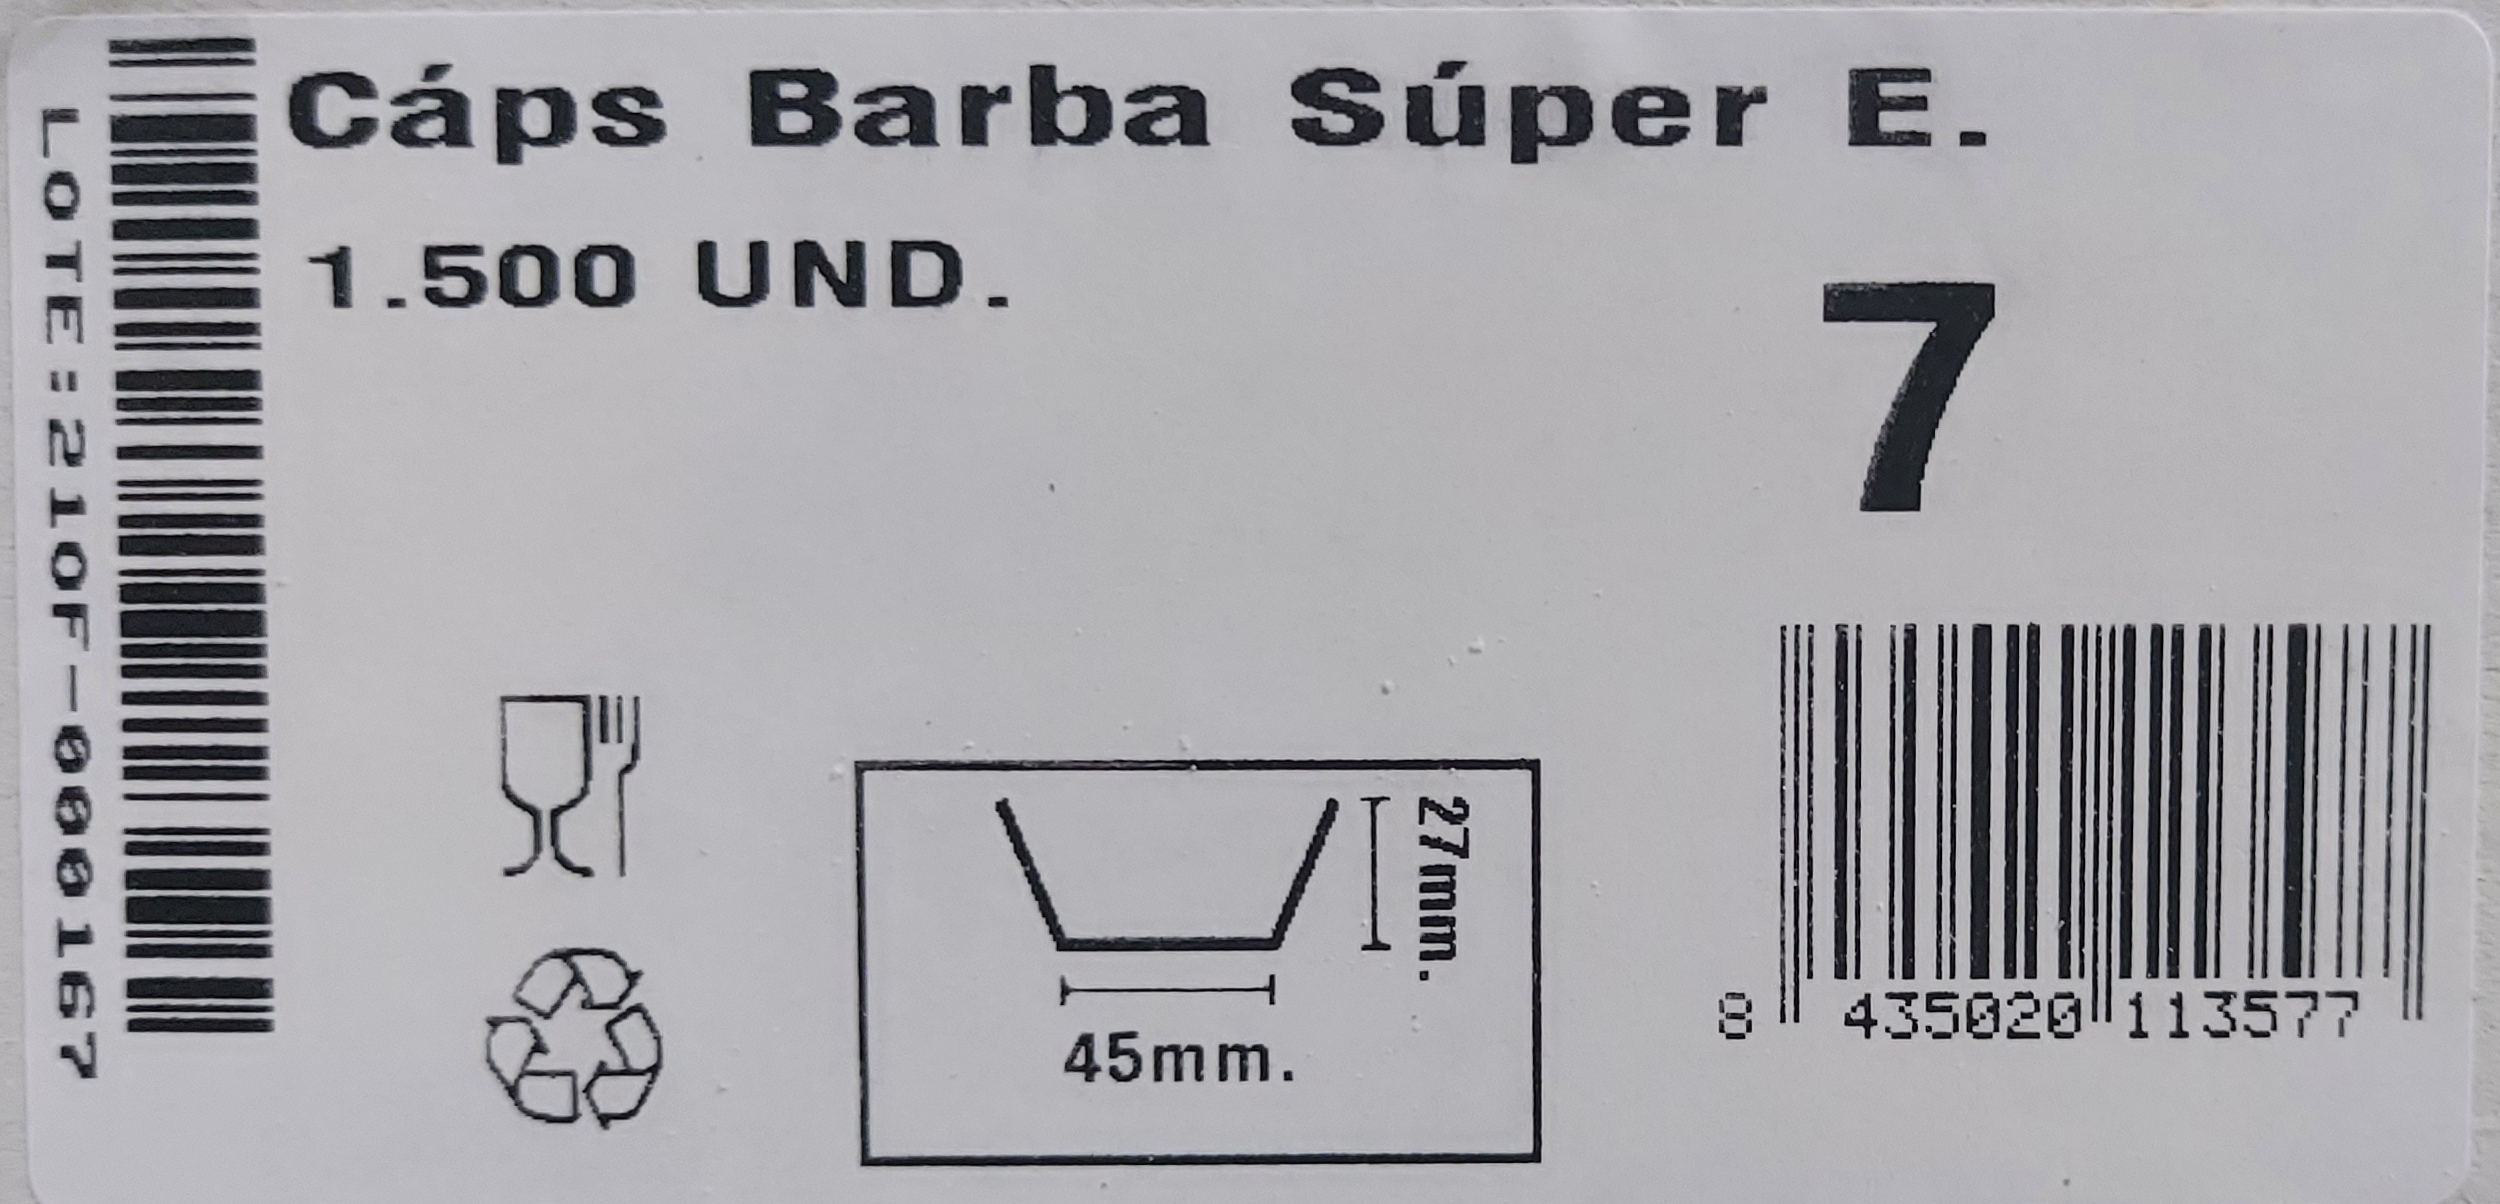 Cáps Barba Súper E.
1.500 UND.
7
LOTE:210F-000167
27mm.
45mm.
8 435020 113577